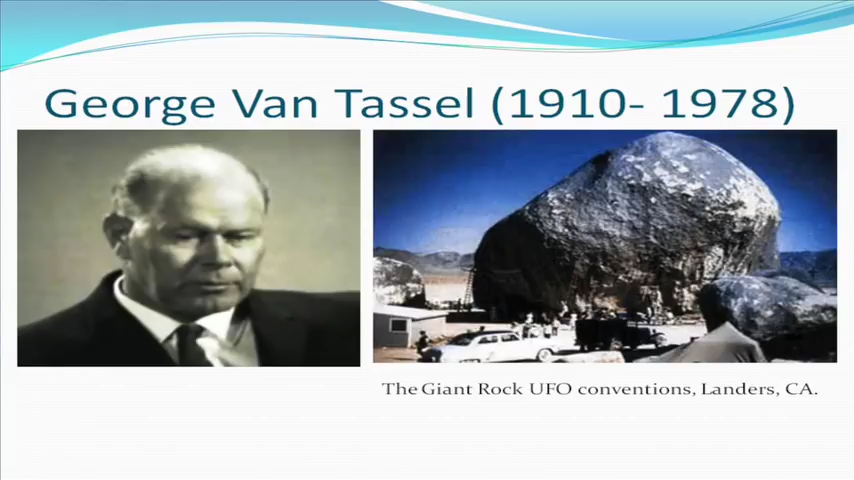 George Van Tassel (1910- 1978)
The Giant Rock UFO conventions, Landers, CA.